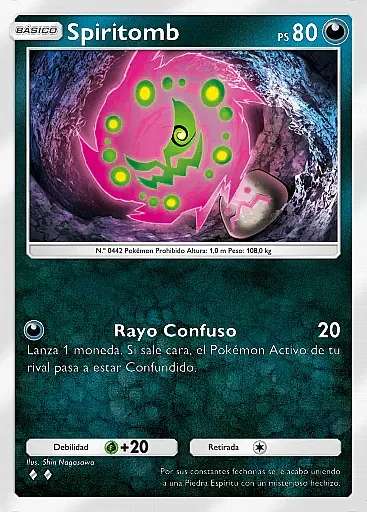 BÁSICO Spiritomb PS 80
N.º 0442 Pokémon Prohibido Altura: 1,0 m Peso: 108,0 kg
Rayo Confuso 20
Lanza 1 moneda. Si sale cara, el Pokémon Activo de tu
rival pasa a estar Confundido.
Debilidad +20 Retirada
Ilus. Shin Nagasawa
Por sus constantes fechorías se le acabó uniendo
a una Piedra Espíritu con un misterioso hechizo.